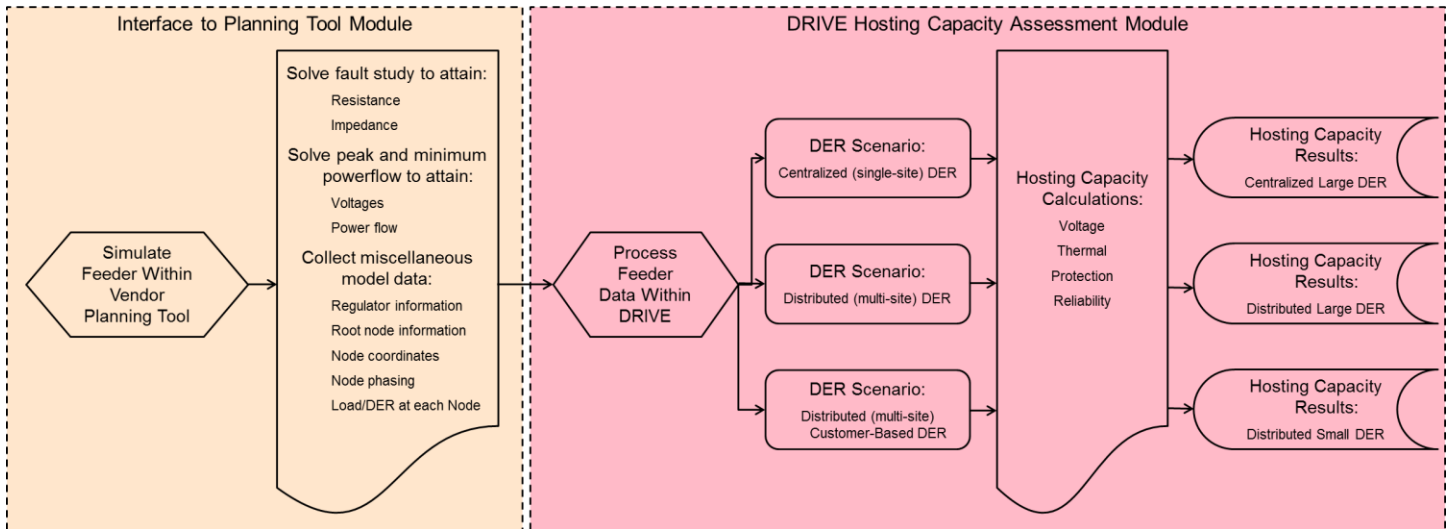 Interface to Planning Tool Module
Simulate
Feeder Within
Vendor
Planning Tool
Solve fault study to attain:
Resistance
Impedance
Solve peak and minimum
powerflow to attain:
Voltages
Power flow
Collect miscellaneous
model data:
Regulator information
Root node information
Node coordinates
Node phasing
Load/DER at each Node
DRIVE Hosting Capacity Assessment Module
Process
Feeder
Data Within
DRIVE
DER Scenario:
Centralized (single-site) DER
DER Scenario:
Distributed (multi-site) DER
DER Scenario:
Distributed (multi-site)
Customer-Based DER
Hosting Capacity
Calculations:
Voltage
Thermal
Protection
Reliability
Hosting Capacity
Results:
Centralized Large DER
Hosting Capacity
Results:
Distributed Large DER
Hosting Capacity
Results:
Distributed Small DER